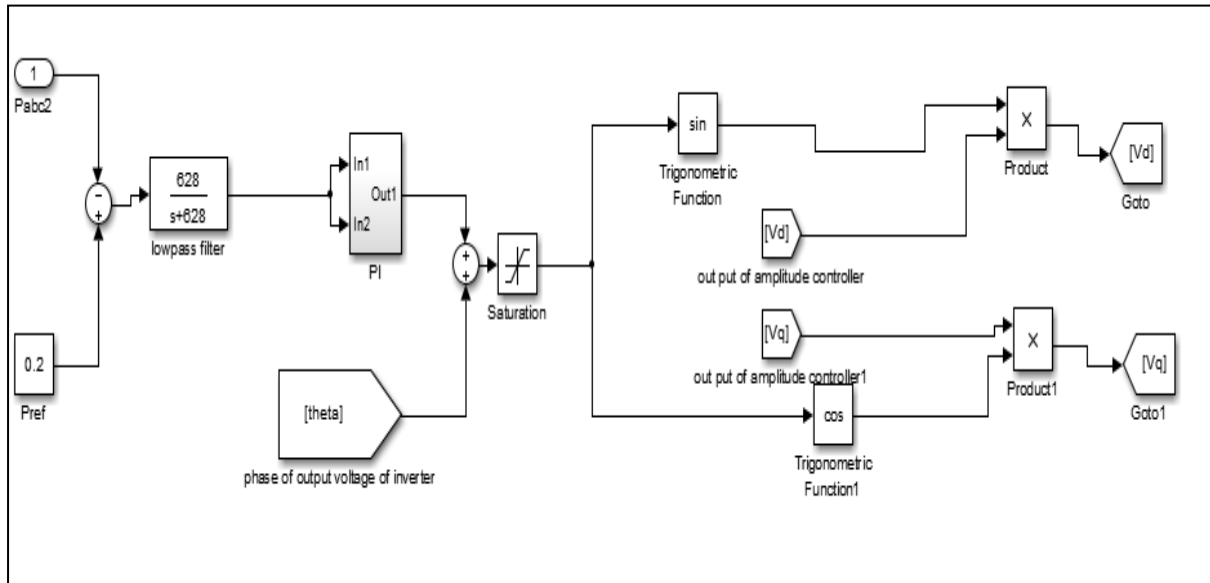 1
Pabc2
-
+
628
s+628
lowpass filter
In1
Out1
In2
PI
+
+
Saturation
sin
Trigonometric
Function
X
Product
[Vd]
Goto
[Vd]
out put of amplitude controller
0.2
Pref
[theta]
phase of output voltage of inverter
[Vq]
out put of amplitude controller1
X
Product1
[Vq]
Goto1
cos
Trigonometric
Function1